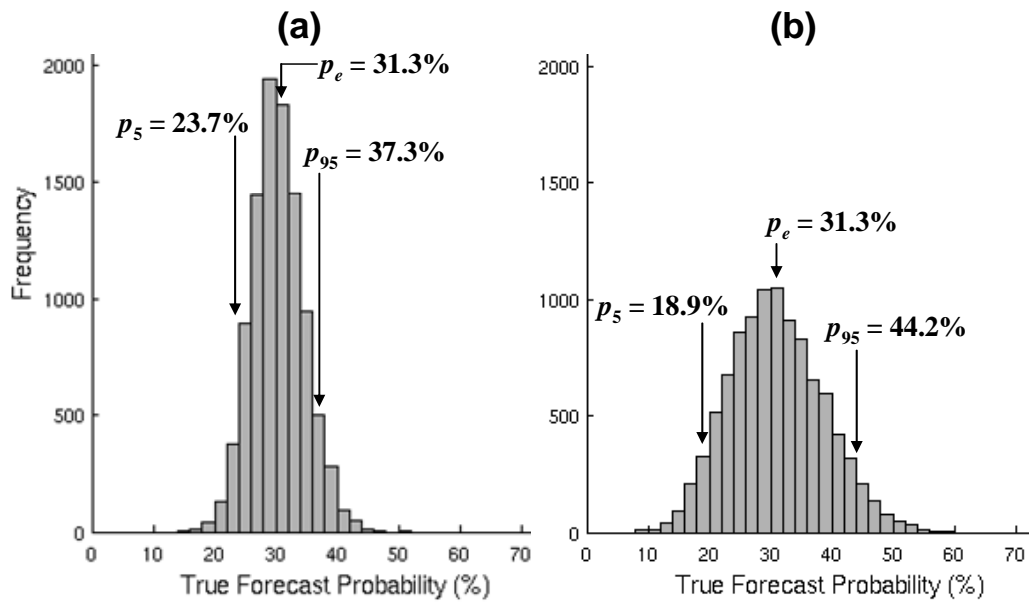 (a)
p_e = 31.3%
p_5 = 23.7%
p_95 = 37.3%
Frequency
2000
1500
1000
500
0
0 10 20 30 40 50 60 70
True Forecast Probability (%)
(b)
p_e = 31.3%
p_5 = 18.9%
p_95 = 44.2%
2000
1500
1000
500
0
0 10 20 30 40 50 60 70
True Forecast Probability (%)